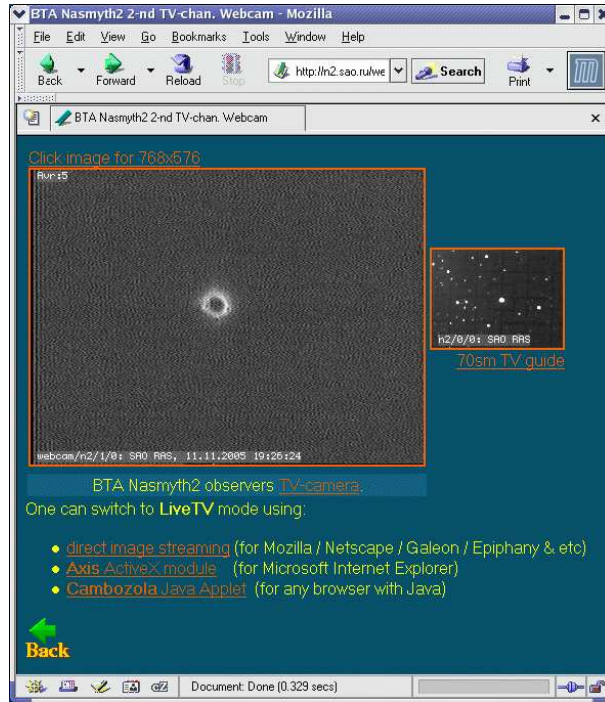 BTA Nasmyth2 2-nd TV-chan. Webcam - Mozilla
File Edit View Go Bookmarks Tools Window Help
Back Forward Reload Stop http://n2.sao.ru/we Search Print
BTA Nasmyth2 2-nd TV-chan. Webcam
Click image for 768x576
Avr:5
webcam/n2/1/0: SAO RAS, 11.11.2005 19:26:24
n2/0/0: SAO RAS
70sm TV guide
BTA Nasmyth2 observers TV-camera.
One can switch to LiveTV mode using:
direct image streaming (for Mozilla / Netscape / Galeon / Epiphany & etc)
Axis ActiveX module (for Microsoft Internet Explorer)
Cambozola Java Applet (for any browser with Java)
Back
Document: Done (0.329 secs)